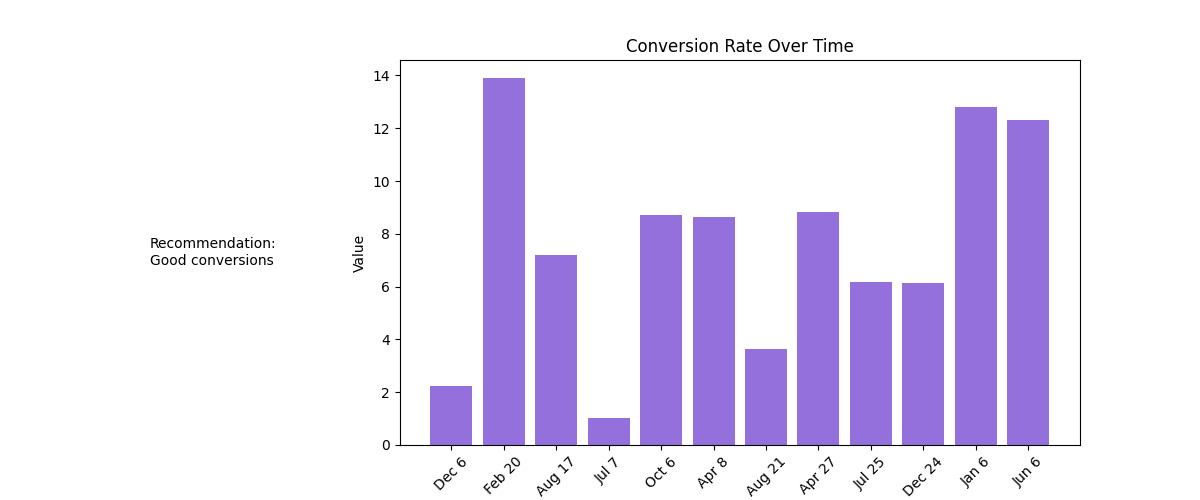 Conversion Rate Over Time
Recommendation:
Good conversions
Value
14
12
10
8
6
4
2
0
Dec 6
Feb 20
Aug 17
Jul 7
Oct 6
Apr 8
Aug 21
Apr 27
Jul 25
Dec 24
Jan 6
Jun 6